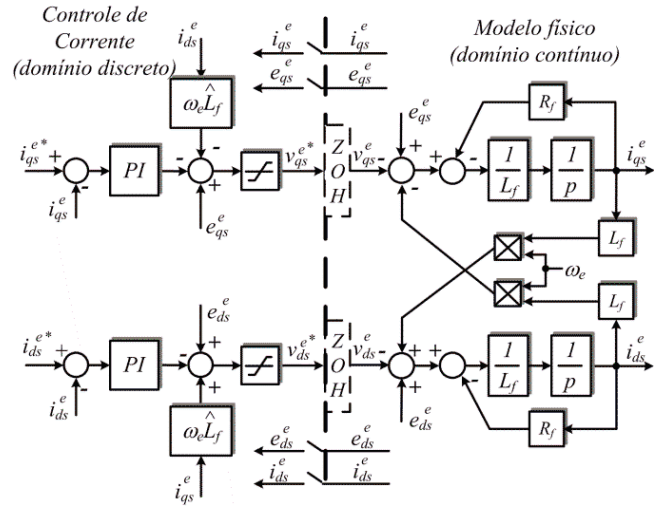 Controle de
Corrente
(domínio discreto)
i_ds^e
i_qs^e i_qs^e
e_qs^e e_qs^e
Modelo físico
(domínio contínuo)
ω_e L̂_f
e_qs^e
R_f
i_qs^e* + - PI - - + v_qs^e* Z O H v_qs^e - + - + - 1/L_f 1/p i_qs^e
i_qs^e
e_qs^e
L_f
ω_e
L_f
e_ds^e
i_ds^e* + - PI - + + v_ds^e* Z O H v_ds^e - + + + - 1/L_f 1/p i_ds^e
i_ds^e
e_ds^e
R_f
ω_e L̂_f
e_ds^e e_ds^e
i_ds^e i_ds^e
i_qs^e